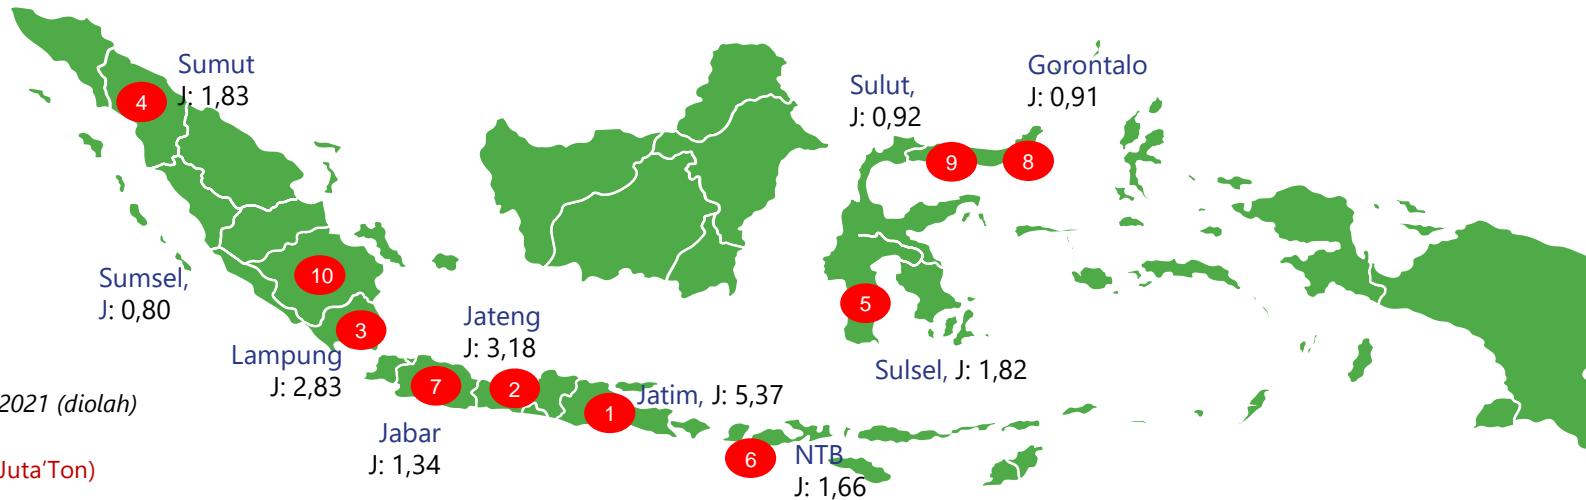 Sumut
J: 1,83
4
Gorontalo
J: 0,91
Sulut,
J: 0,92
9
8
Sumsel,
J: 0,80
10
3
Lampung
J: 2,83
Jateng
J: 3,18
5
Sulsel, J: 1,82
7
2
1
Jatim, J: 5,37
2021 (diolah)
Jabar
J: 1,34
6
NTB
J: 1,66
Juta'Ton)